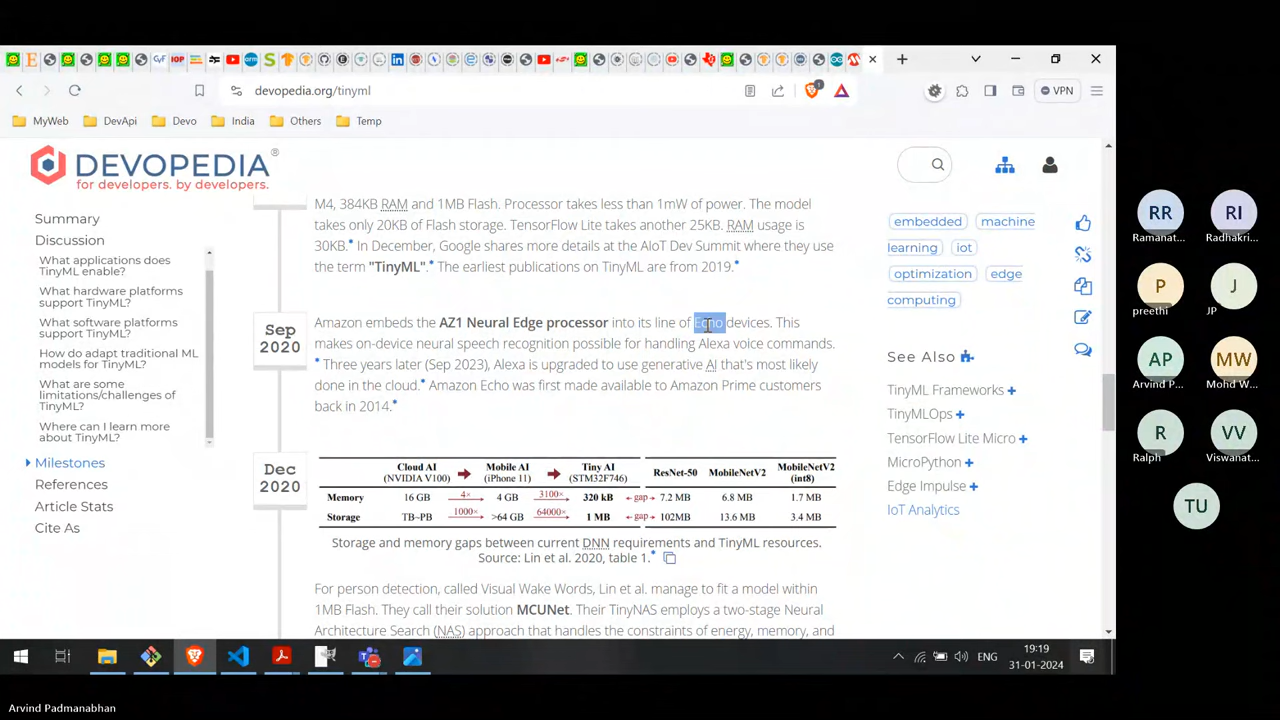 devopedia.org/tinyml
VPN
MyWeb
DevApi
Devo
India
Others
Temp
DEVOPEDIA®
for developers. by developers.
Summary
Discussion
What applications does
TinyML enable?
What hardware platforms
support TinyML?
What software platforms
support TinyML?
How do adapt traditional ML
models for TinyML?
What are some
limitations/challenges of
TinyML?
Where can I learn more
about TinyML?
Milestones
References
Article Stats
Cite As
M4, 384KB RAM and 1MB Flash. Processor takes less than 1mW of power. The model
takes only 20KB of Flash storage. TensorFlow Lite takes another 25KB. RAM usage is
30KB. In December, Google shares more details at the AIoT Dev Summit where they use
the term "TinyML". The earliest publications on TinyML are from 2019.
Sep
2020
Amazon embeds the AZ1 Neural Edge processor into its line of Echo devices. This
makes on-device neural speech recognition possible for handling Alexa voice commands.
Three years later (Sep 2023), Alexa is upgraded to use generative AI that's most likely
done in the cloud. Amazon Echo was first made available to Amazon Prime customers
back in 2014.
Dec
2020
Cloud AI Mobile AI Tiny AI ResNet-50 MobileNetV2 MobileNetV2
(NVIDIA V100) (iPhone 11) (STM32F746) (int8)
Memory 16 GB 4× 4 GB 3100× 320 kB gap 7.2 MB 6.8 MB 1.7 MB
Storage TB~PB 1000× >64 GB 64000× 1 MB gap 102MB 13.6 MB 3.4 MB
Storage and memory gaps between current DNN requirements and TinyML resources.
Source: Lin et al. 2020, table 1.
For person detection, called Visual Wake Words, Lin et al. manage to fit a model within
1MB Flash. They call their solution MCUNet. Their TinyNAS employs a two-stage Neural
Architecture Search (NAS) approach that handles the constraints of energy, memory, and
embedded
machine
learning
iot
optimization
edge
computing
See Also
TinyML Frameworks +
TinyMLOps +
TensorFlow Lite Micro +
MicroPython +
Edge Impulse +
IoT Analytics
RR
Ramanat...
RI
Radhakri...
P
preethi
J
JP
AP
Arvind P...
MW
Mohd W...
R
Ralph
VV
Viswanat...
TU
ENG
19:19
31-01-2024
Arvind Padmanabhan